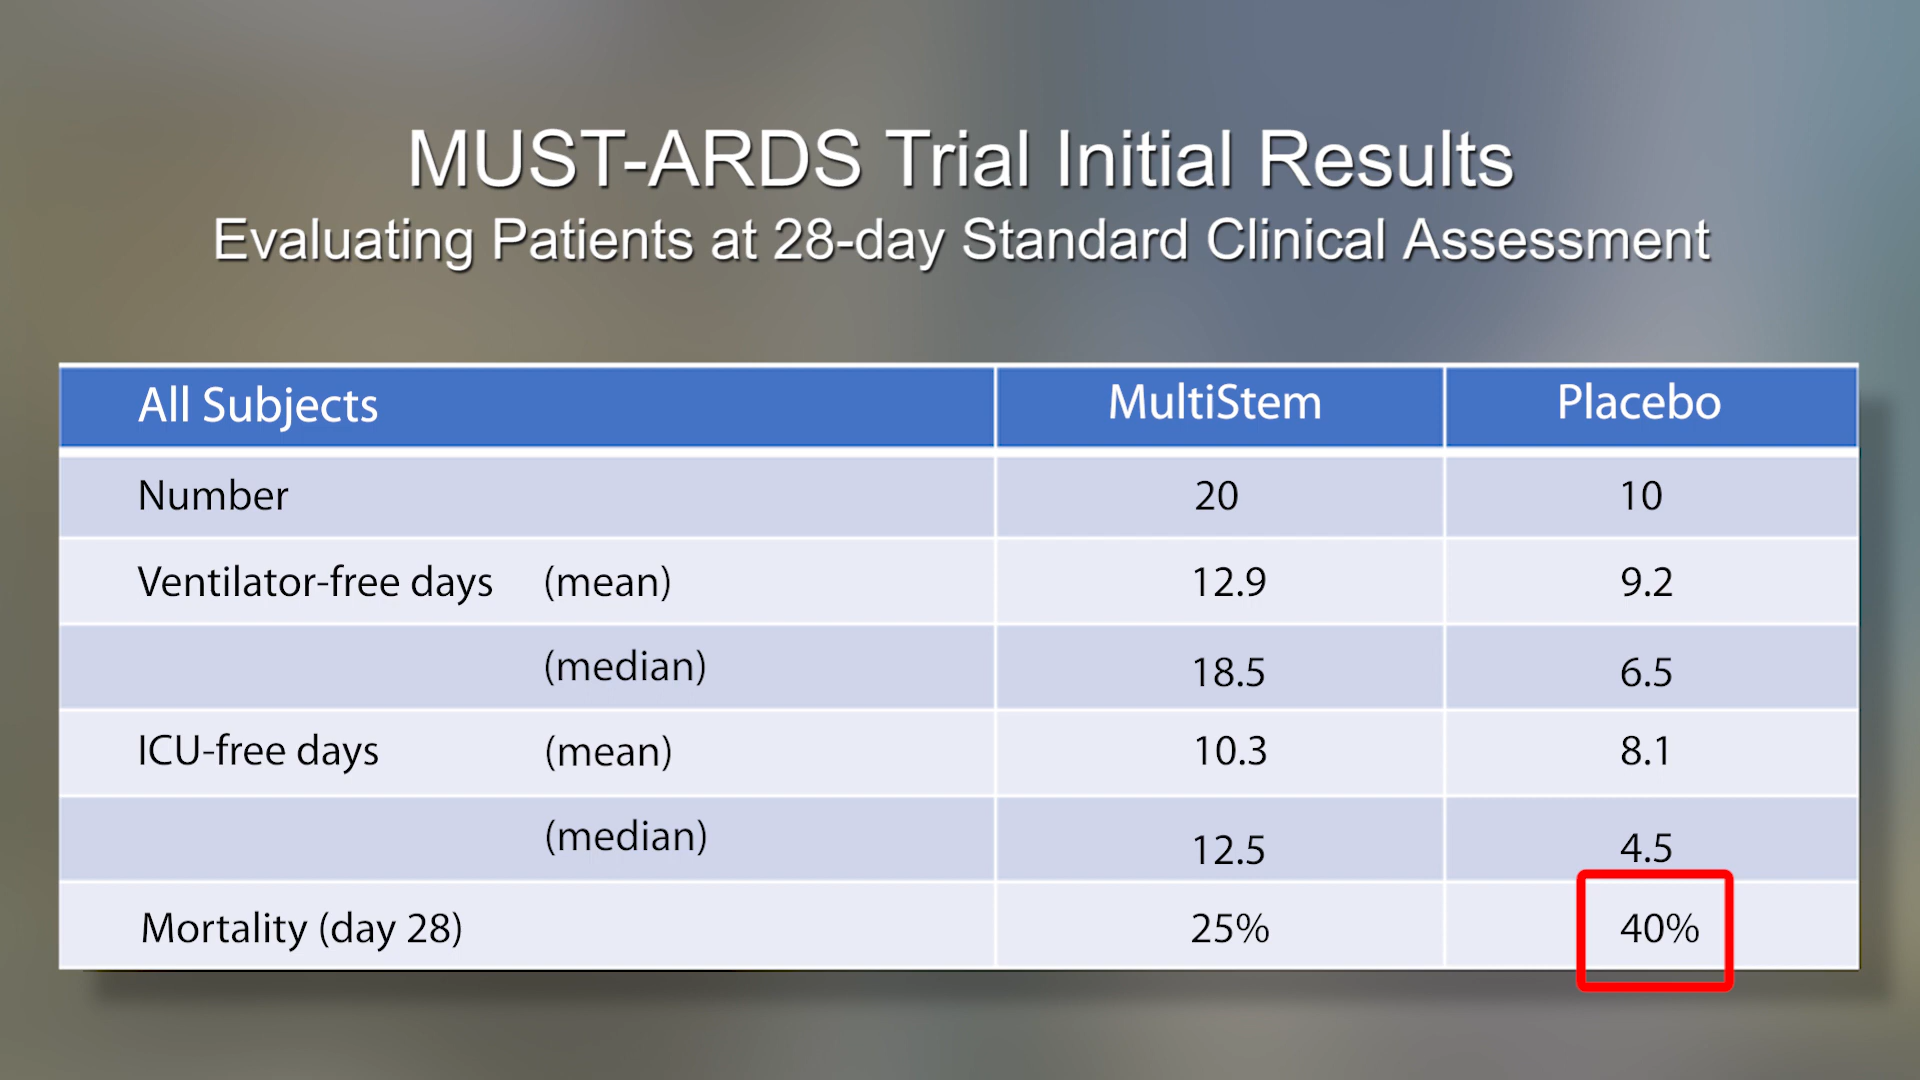 MUST-ARDS Trial Initial Results
Evaluating Patients at 28-day Standard Clinical Assessment
All Subjects MultiStem Placebo
Number 20 10
Ventilator-free days (mean) 12.9 9.2
(median) 18.5 6.5
ICU-free days (mean) 10.3 8.1
(median) 12.5 4.5
Mortality (day 28) 25% 40%